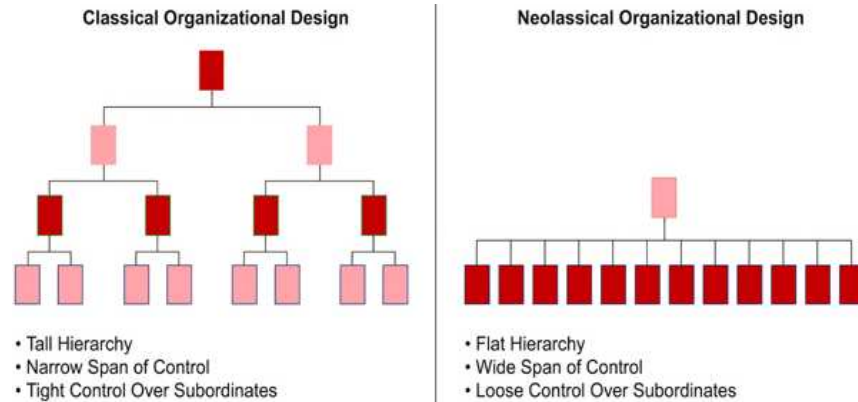 Classical Organizational Design
• Tall Hierarchy
• Narrow Span of Control
• Tight Control Over Subordinates
Neolassical Organizational Design
• Flat Hierarchy
• Wide Span of Control
• Loose Control Over Subordinates